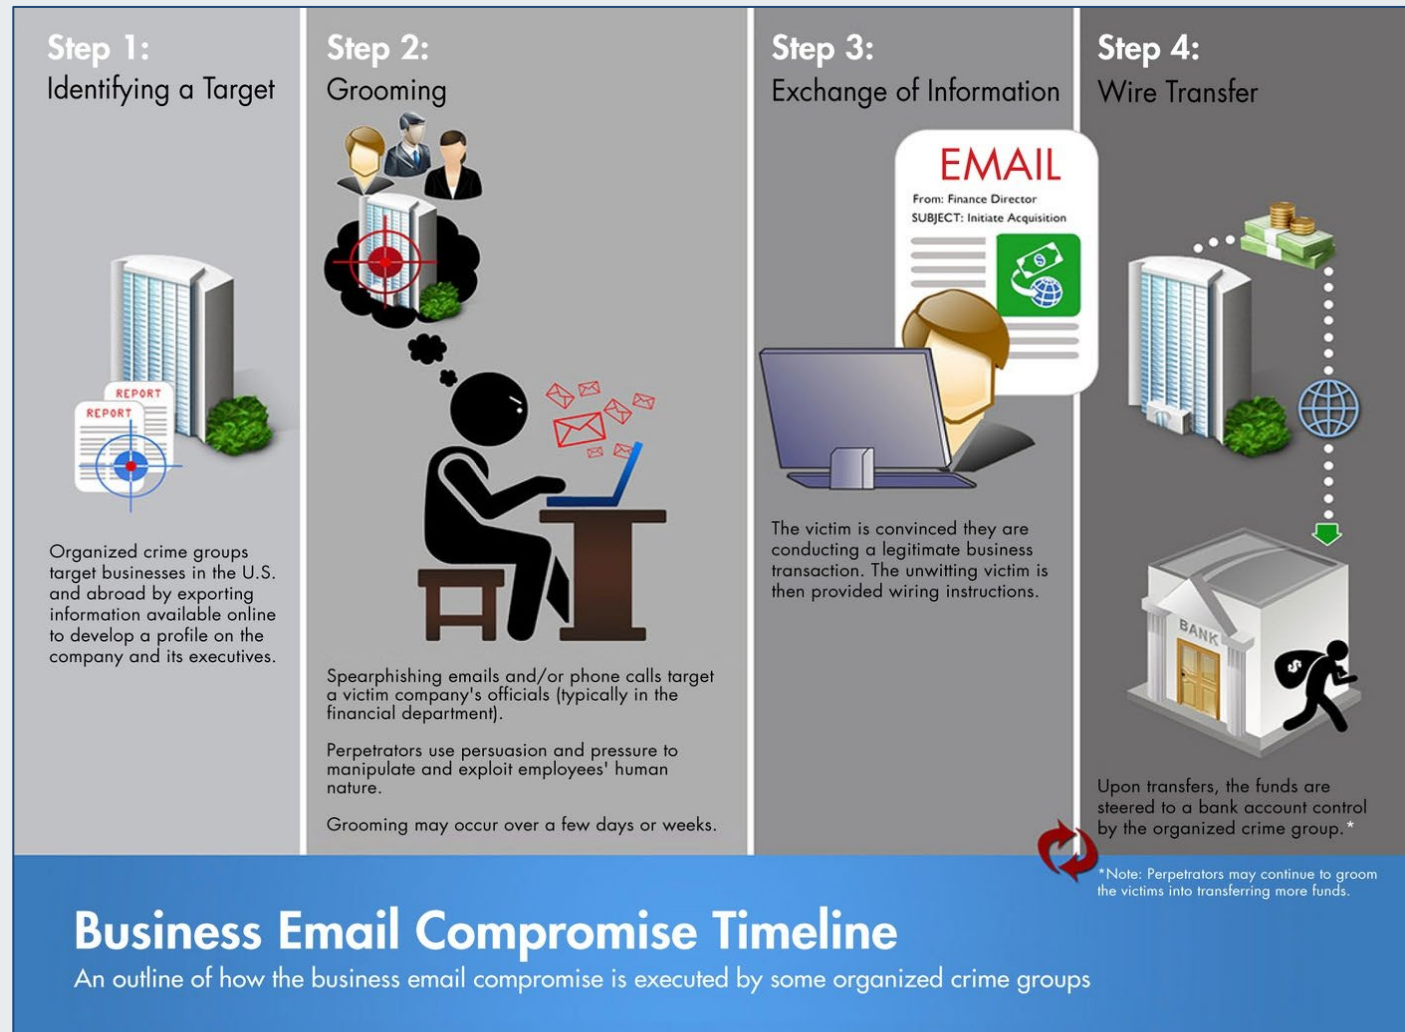 Step 1:
Identifying a Target
REPORT
REPORT
Organized crime groups
target businesses in the U.S.
and abroad by exporting
information available online
to develop a profile on the
company and its executives.
Step 2:
Grooming
Spearphishing emails and/or phone calls target
a victim company's officials (typically in the
financial department).
Perpetrators use persuasion and pressure to
manipulate and exploit employees' human
nature.
Grooming may occur over a few days or weeks.
Step 3:
Exchange of Information
EMAIL
From: Finance Director
SUBJECT: Initiate Acquisition
$
The victim is convinced they are
conducting a legitimate business
transaction. The unwitting victim is
then provided wiring instructions.
Step 4:
Wire Transfer
BANK
$
Upon transfers, the funds are
steered to a bank account control
by the organized crime group.*
*Note: Perpetrators may continue to groom
the victims into transferring more funds.
Business Email Compromise Timeline
An outline of how the business email compromise is executed by some organized crime groups